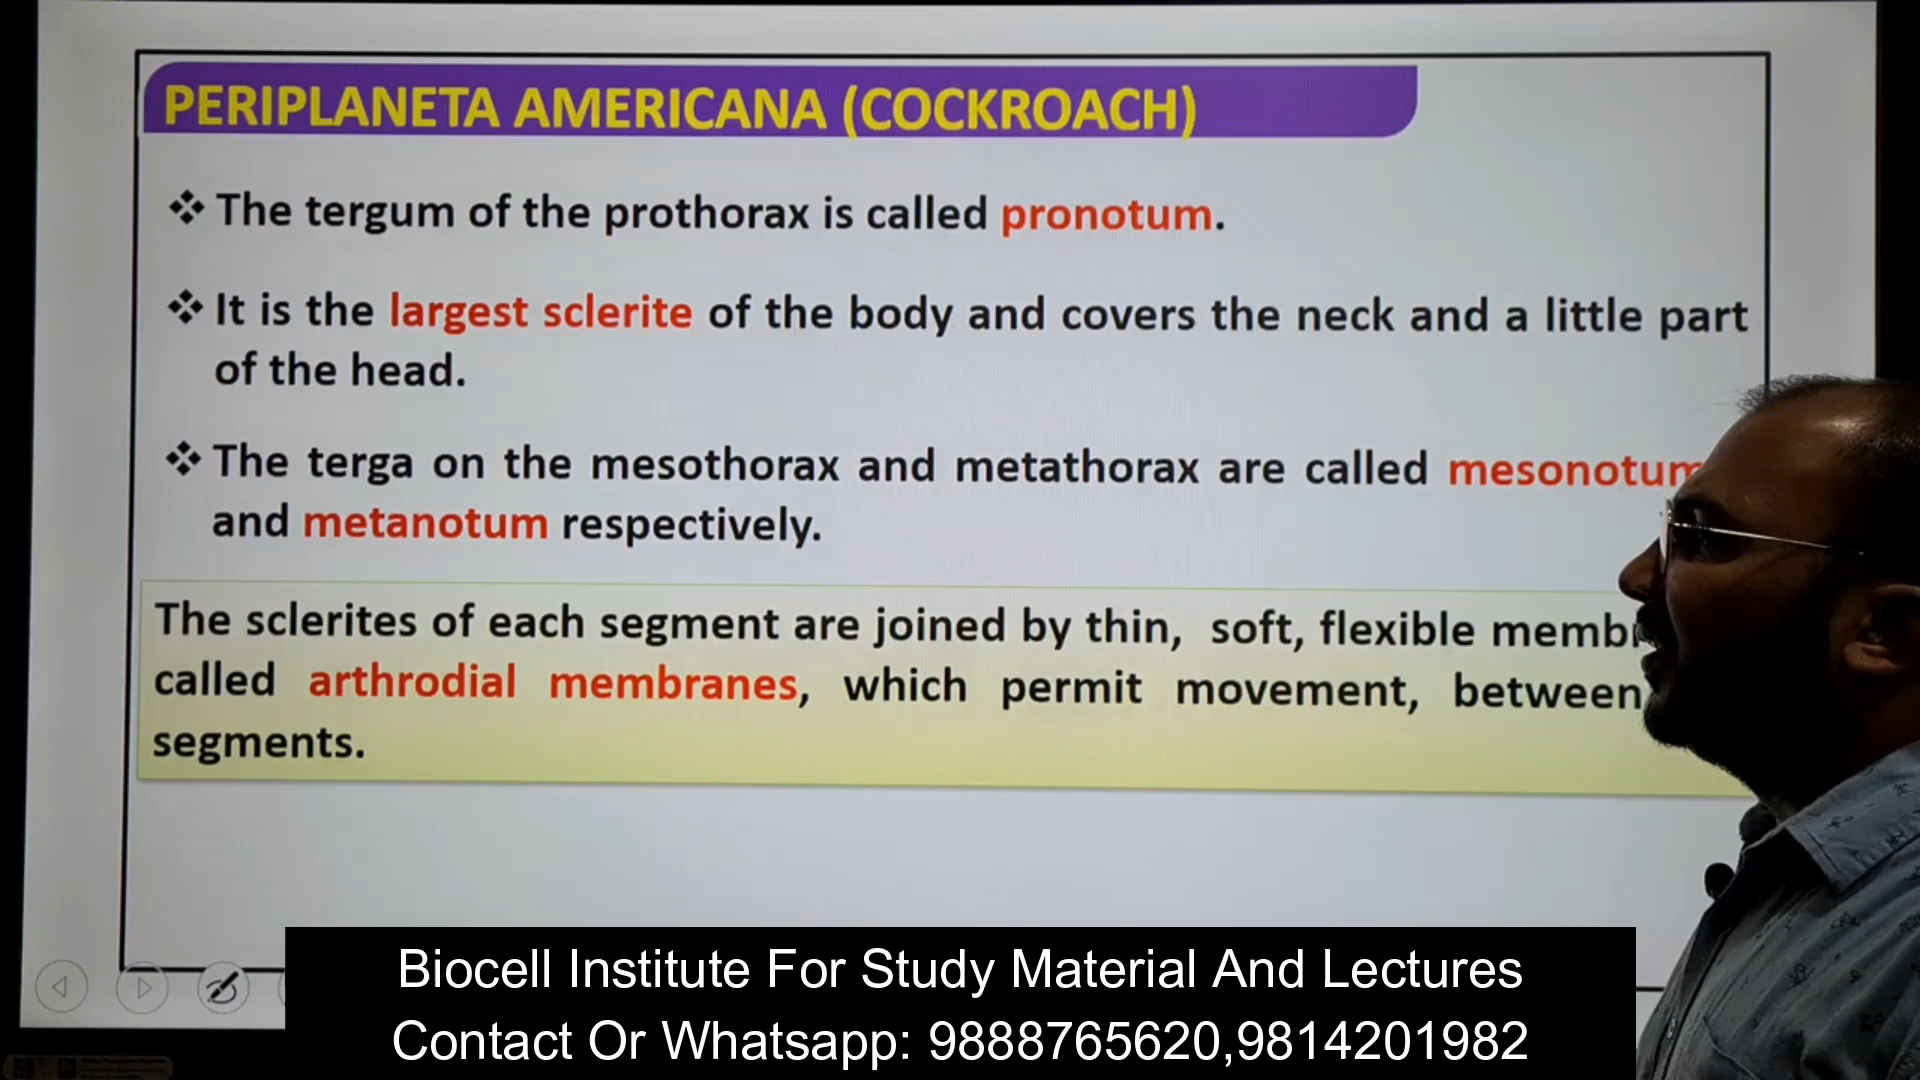 PERIPLANETA AMERICANA (COCKROACH)
❖ The tergum of the prothorax is called pronotum.
❖ It is the largest sclerite of the body and covers the neck and a little part
of the head.
❖ The terga on the mesothorax and metathorax are called mesonotum
and metanotum respectively.
The sclerites of each segment are joined by thin, soft, flexible
called arthrodial membranes, which permit movement, between
segments.
Biocell Institute For Study Material And Lectures
Contact Or Whatsapp: 9888765620,9814201982